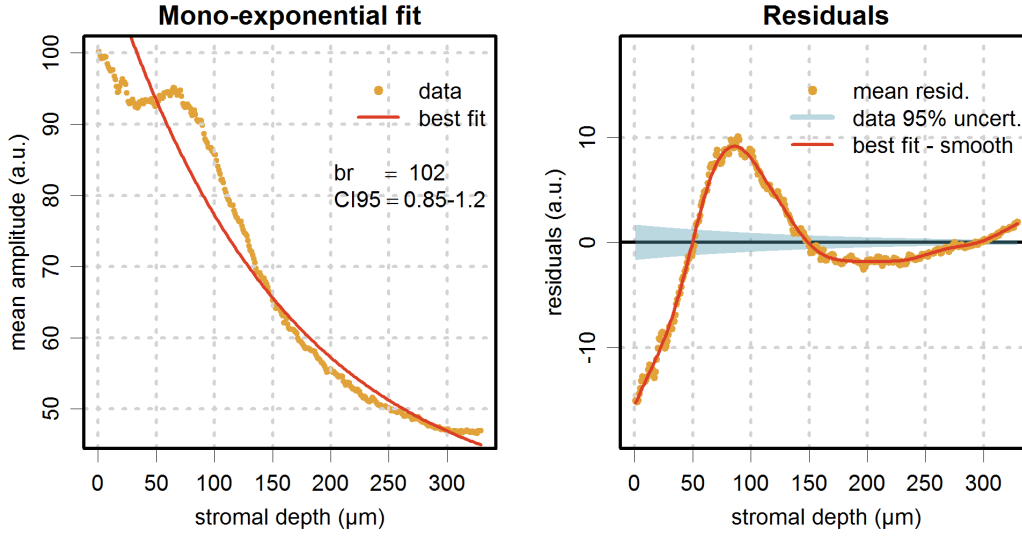 Mono-exponential fit
100
90
80
70
60
50
mean amplitude (a.u.)
data
best fit
br = 102
CI95 = 0.85-1.2
0 50 100 150 200 250 300
stromal depth (µm)
Residuals
10
0
-10
residuals (a.u.)
mean resid.
data 95% uncert.
best fit - smooth
0 50 100 150 200 250 300
stromal depth (µm)